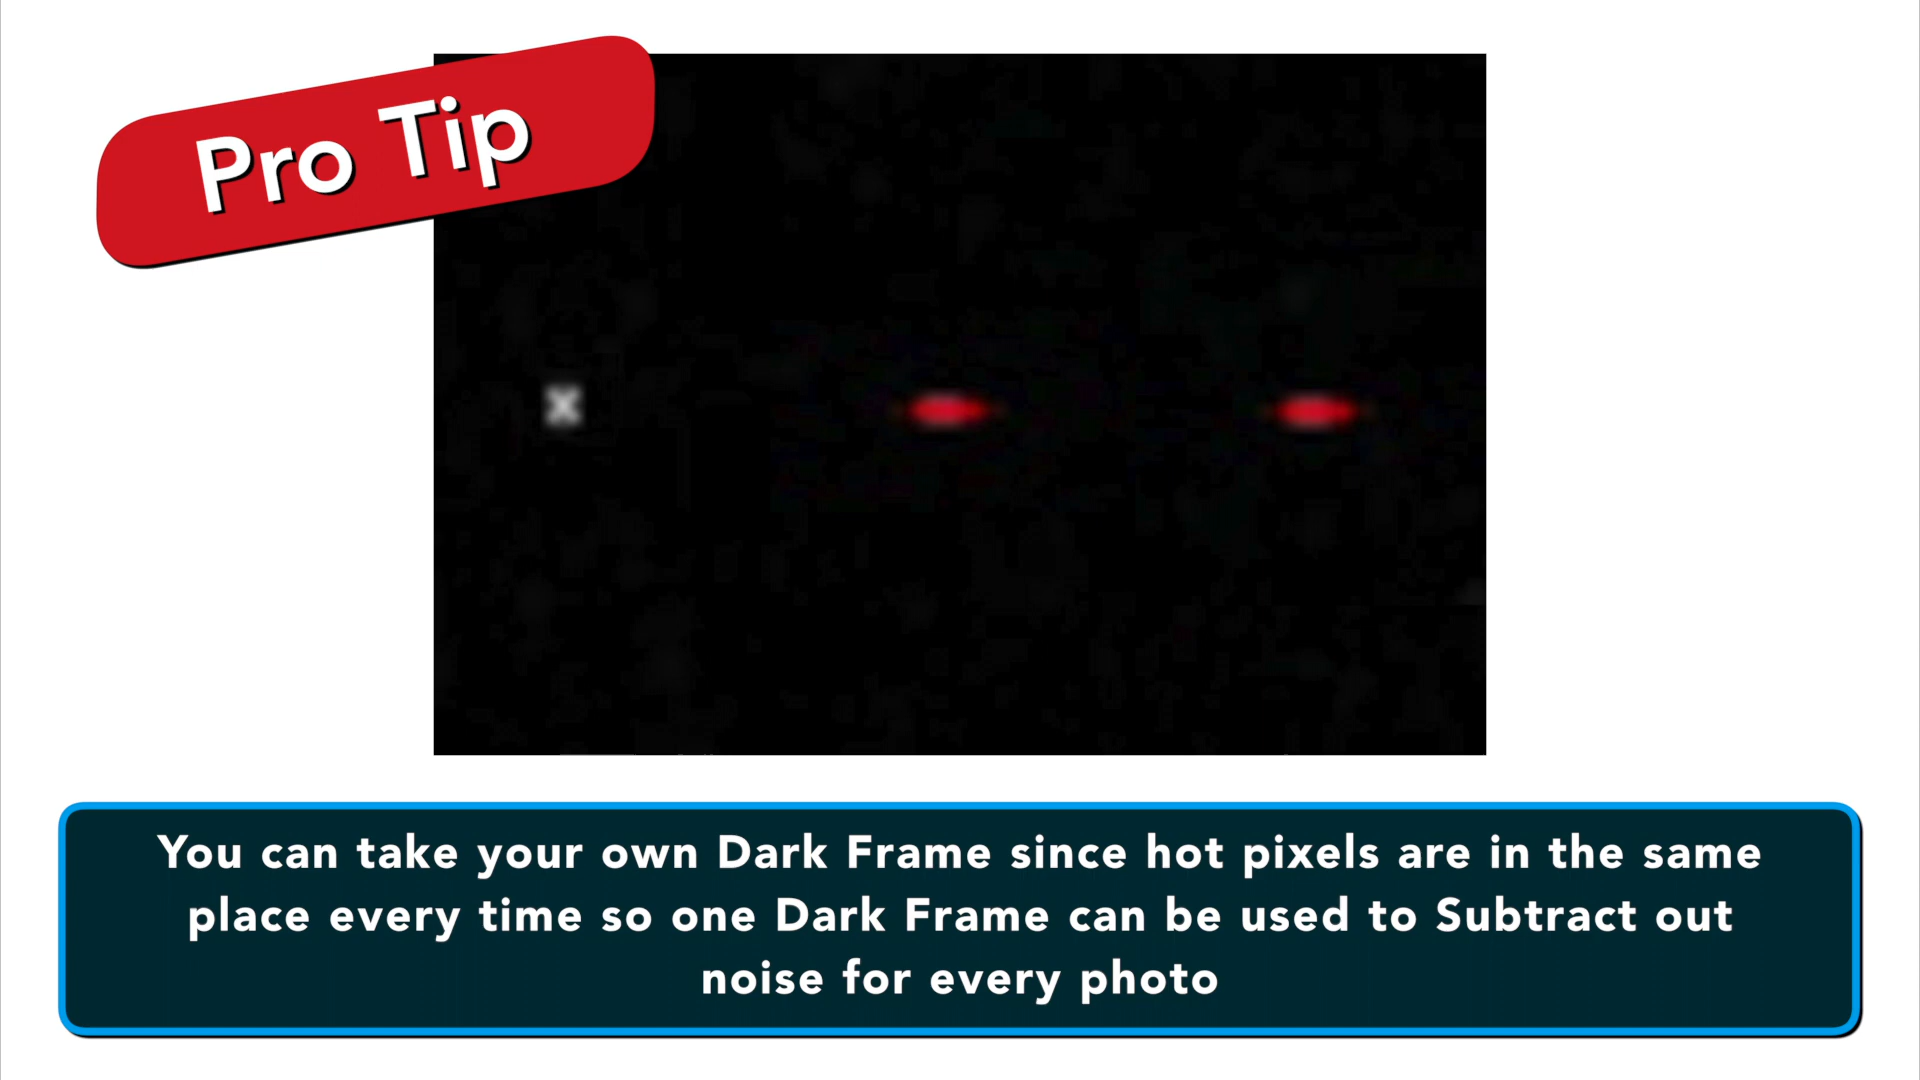 Pro Tip
You can take your own Dark Frame since hot pixels are in the same
place every time so one Dark Frame can be used to Subtract out
noise for every photo